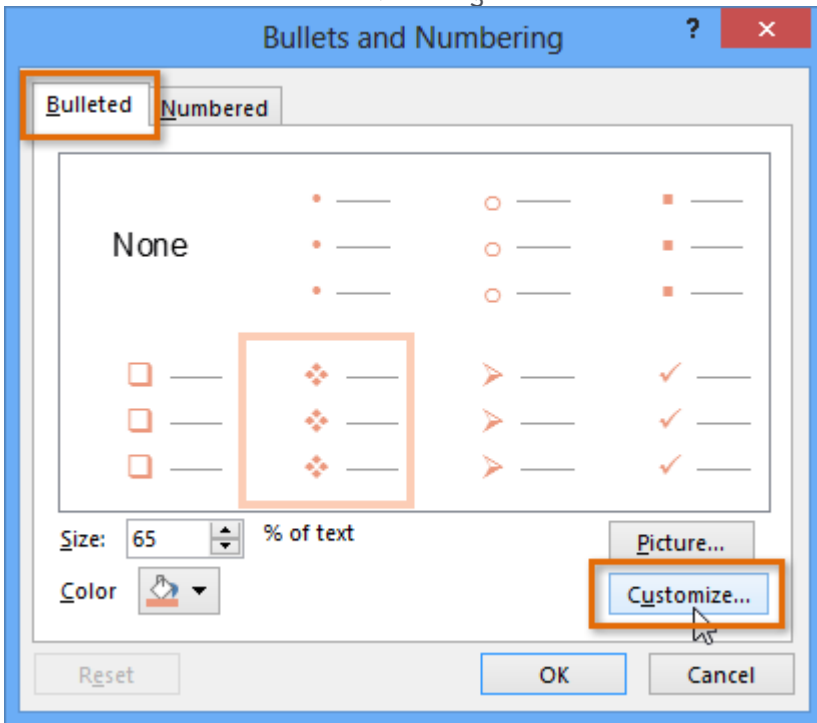 Bullets and Numbering ?
Bulleted Numbered
None
Size: 65 % of text
Picture...
Color
Customize...
Reset OK Cancel